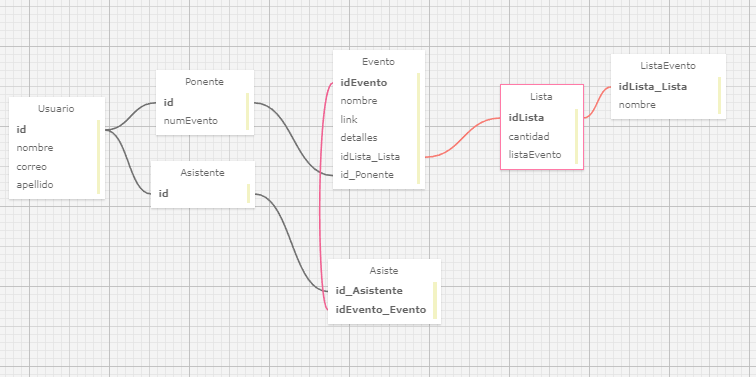 Usuario
id
nombre
correo
apellido
Ponente
id
numEvento
Asistente
id
Evento
idEvento
nombre
link
detalles
idLista_Lista
id_Ponente
Asiste
id_Asistente
idEvento_Evento
Lista
idLista
cantidad
listaEvento
ListaEvento
idLista_Lista
nombre